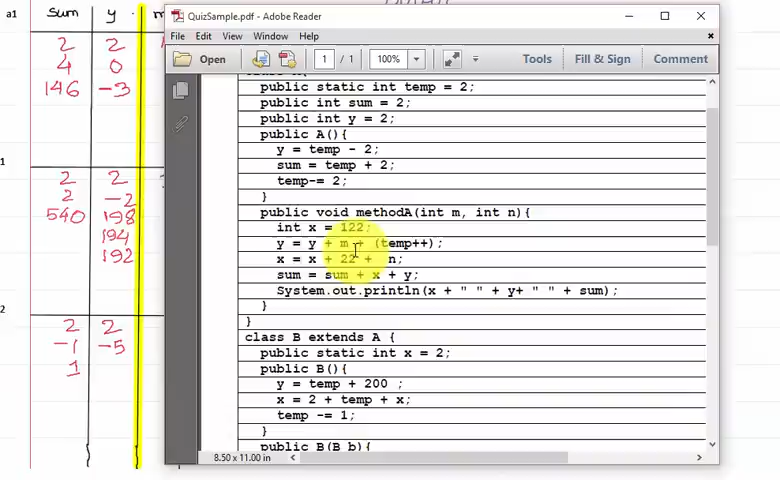 a1
Sum
y
2
2
4
0
146
-3
1
2
2
2
-2
540
198
194
192
2
2
2
-1
-5
1
QuizSample.pdf - Adobe Reader
File Edit View Window Help
Open
1 / 1
100%
Tools
Fill & Sign
Comment
public static int temp = 2;
public int sum = 2;
public int y = 2;
public A(){
y = temp - 2;
sum = temp + 2;
temp-= 2;
}
public void methodA(int m, int n){
int x = 122;
y = y + m + (temp++);
x = x + 22 + n;
sum = sum + x + y;
System.out.println(x + " " + y+ " " + sum);
}
}
class B extends A {
public static int x = 2;
public B(){
y = temp + 200 ;
x = 2 + temp + x;
temp -= 1;
}
public B(B b){
8.50 x 11.00 in